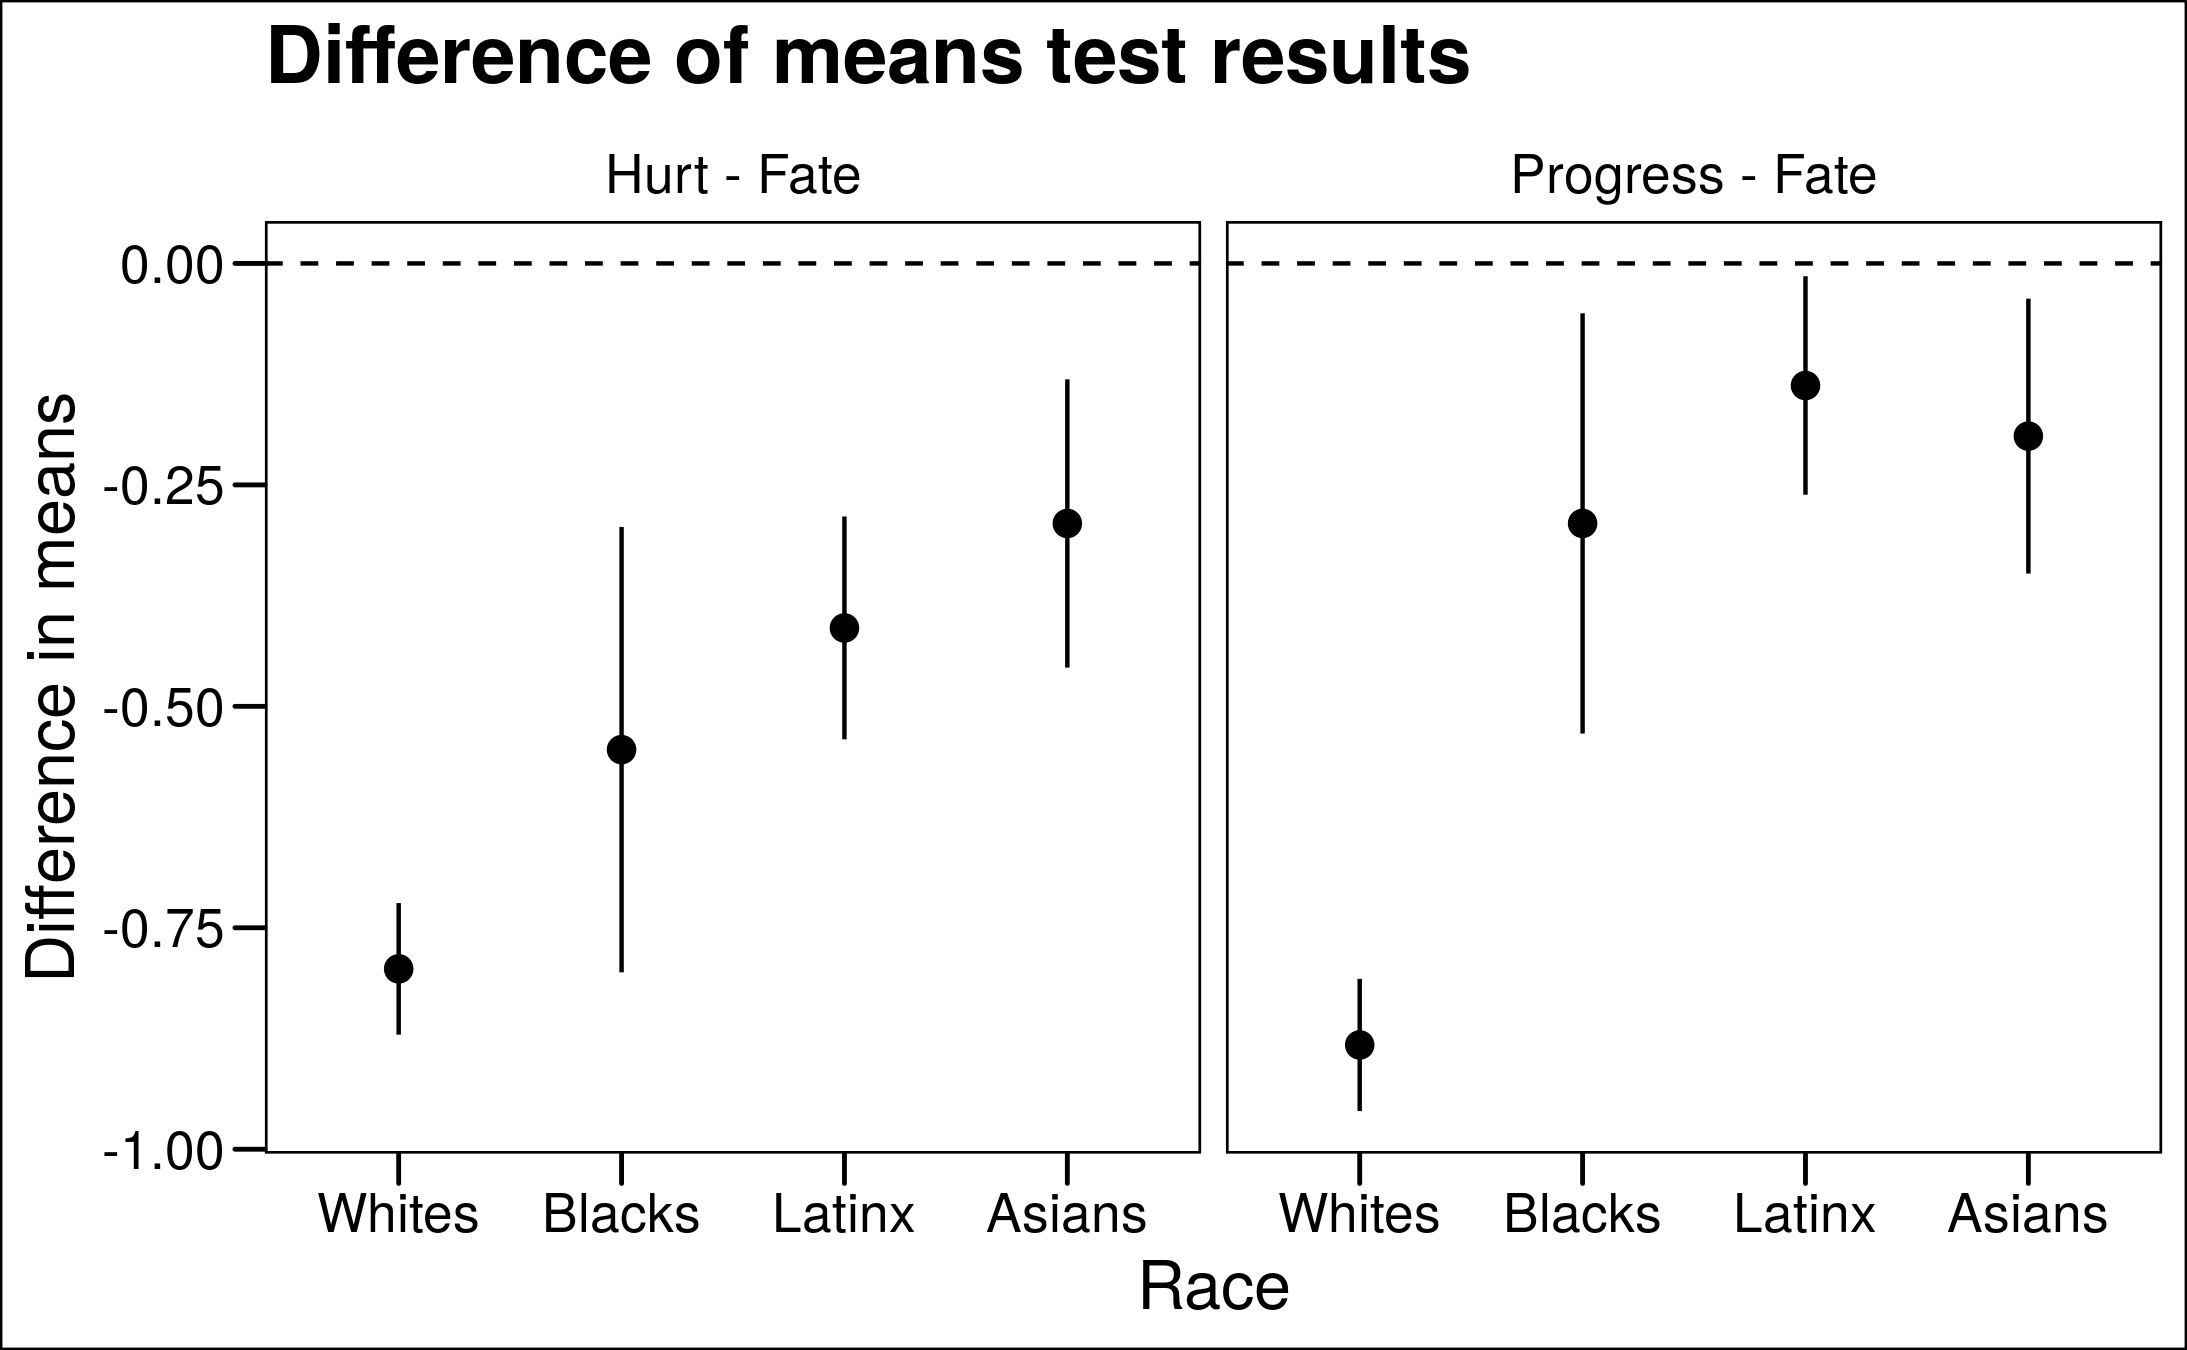 Difference of means test results
Hurt - Fate
Progress - Fate
Difference in means
0.00
-0.25
-0.50
-0.75
-1.00
Whites Blacks Latinx Asians
Whites Blacks Latinx Asians
Race